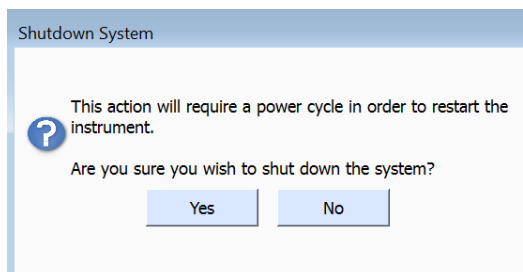 Shutdown System
This action will require a power cycle in order to restart the
instrument.
Are you sure you wish to shut down the system?
Yes
No